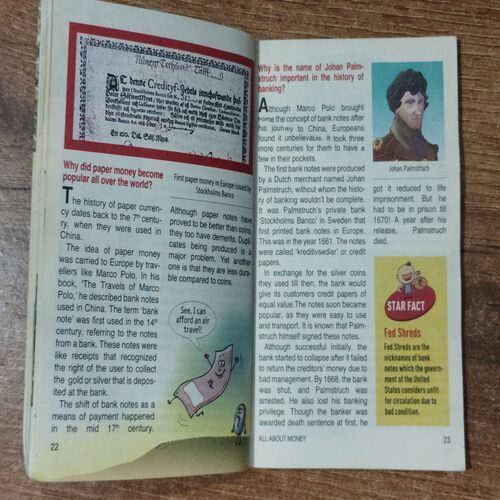 Why did paper money become
popular all over the world?
First paper money in Europe issued by
Stockholms Banco
The history of paper curren-
cy dates back to the 7th centu-
ry, when they were used in
China.
The idea of paper money
was carried to Europe by trav-
ellers like Marco Polo. In his
book, 'The Travels of Marco
Polo,' he described bank notes
used in China. The term 'bank
note' was first used in the 14th
century, referring to the notes
from a bank. These notes were
like receipts that recognized
the right of the user to collect
the gold or silver that is depos-
ited at the bank.
The shift of bank notes as a
means of payment happened
in the mid 17th century.
Although paper notes have
proved to be better than coins,
they too have demerits. Dupli-
cates being produced is a
major problem. Yet another
one is that they are less dura-
ble compared to coins.
See, I can
afford an air
travel!!
22
Why is the name of Johan Palm-
struch important in the history of
banking?
Although Marco Polo brought
home the concept of bank notes after
his journey to China, Europeans
found it unbelievable. It took three
more centuries for them to have a
few in their pockets.
The first bank notes were produced
by a Dutch merchant named Johan
Palmstruch, without whom the histo-
ry of banking wouldn't be complete.
It was Palmstruch's private bank
'Stockholms Banco' in Sweden that
first printed bank notes in Europe.
This was in the year 1661. The notes
were called 'kreditivsedlar' or credit
papers.
In exchange for the silver coins
they used till then, the bank would
give its customers credit papers of
equal value. The notes soon became
popular, as they were easy to use
and transport. It is known that Palm
struch himself signed these notes.
Although successful initially, the
bank started to collapse after it failed
to return the creditors' money due to
bad management. By 1668, the bank
was shut, and Palmstruch was
arrested. He also lost his banking
privilege. Though the banker was
awarded death sentence at first, he
Johan Palmstruch
got it reduced to life
imprisonment. But he
had to be in prison till
1670! A year after his
release, Palmstruch
died.
STAR FACT
Fed Shreds
Fed Shreds are the
nicknames of bank
notes which the govern-
ment of the United
States considers unfit
for circulation due to
bad condition.
ALL ABOUT MONEY
23